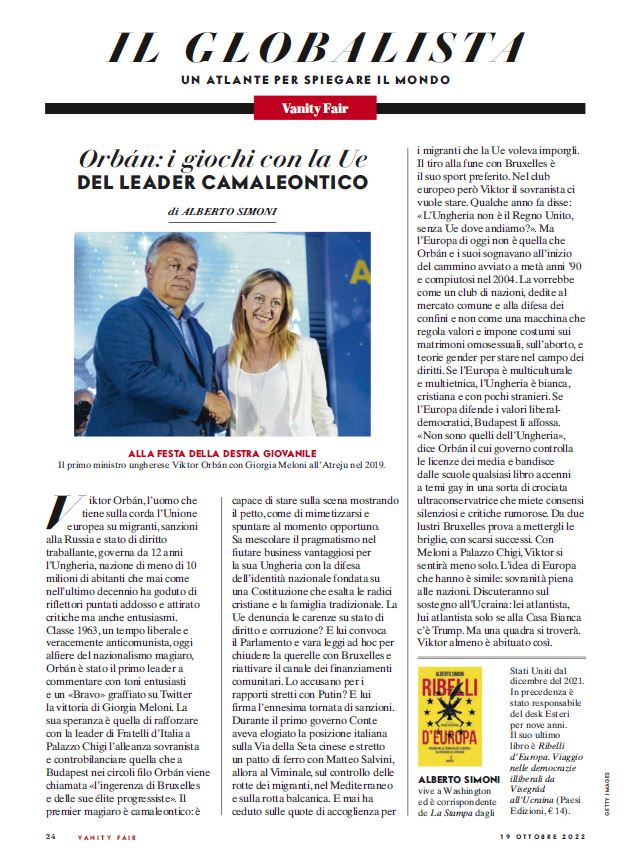 IL GLOBALISTA
UN ATLANTE PER SPIEGARE IL MONDO
Vanity Fair
Orbán: i giochi con la Ue
DEL LEADER CAMALEONTICO
di ALBERTO SIMONI
ALLA FESTA DELLA DESTRA GIOVANILE
Il primo ministro ungherese Viktor Orbán con Giorgia Meloni all'Atreju nel 2019.
Viktor Orbán, l'uomo che
tiene sulla corda l'Unione
europea su migranti, sanzioni
alla Russia e stato di diritto
traballante, governa da 12 anni
l'Ungheria, nazione di meno di 10
milioni di abitanti che mai come
nell'ultimo decennio ha goduto di
riflettori puntati addosso e attirato
critiche ma anche entusiasmi.
Classe 1963, un tempo liberale e
veracemente anticomunista, oggi
alfiere del nazionalismo magiaro,
Orbán è stato il primo leader a
commentare con toni entusiasti
e un «Bravo» graffiato su Twitter
la vittoria di Giorgia Meloni. La
sua speranza è quella di rafforzare
con la leader di Fratelli d'Italia a
Palazzo Chigi l'alleanza sovranista
e controbilanciare quella che a
Budapest nei circoli filo Orbán viene
chiamata «l'ingerenza di Bruxelles
e delle sue élite progressiste». Il
premier magiaro è camaleontico: è
capace di stare sulla scena mostrando
il petto, come di mimetizzarsi e
spuntare al momento opportuno.
Sa mescolare il pragmatismo nel
fiutare business vantaggiosi per
la sua Ungheria con la difesa
dell'identità nazionale fondata su
una Costituzione che esalta le radici
cristiane e la famiglia tradizionale. La
Ue denuncia le carenze su stato di
diritto e corruzione? E lui convoca
il Parlamento e vara leggi ad hoc per
chiudere la querelle con Bruxelles e
riattivare il canale dei finanziamenti
comunitari. Lo accusano per i
rapporti stretti con Putin? E lui
firma l'ennesima tornata di sanzioni.
Durante il primo governo Conte
aveva elogiato la posizione italiana
sulla Via della Seta cinese e stretto
un patto di ferro con Matteo Salvini,
allora al Viminale, sul controllo delle
rotte dei migranti, nel Mediterraneo
e sulla rotta balcanica. E mai ha
ceduto sulle quote di accoglienza per
i migranti che la Ue voleva imporgli.
Il tiro alla fune con Bruxelles è
il suo sport preferito. Nel club
europeo però Viktor il sovranista ci
vuole stare. Qualche anno fa disse:
«L'Ungheria non è il Regno Unito,
senza Ue dove andiamo?». Ma
l'Europa di oggi non è quella che
Orbán e i suoi sognavano all'inizio
del cammino avviato a metà anni '90
e compiutosi nel 2004. La vorrebbe
come un club di nazioni, dedite al
mercato comune e alla difesa dei
confini e non come una macchina che
regola valori e impone costumi sui
matrimoni omosessuali, sull'aborto, e
teorie gender per stare nel campo dei
diritti. Se l'Europa è multiculturale
e multietnica, l'Ungheria è bianca,
cristiana e con pochi stranieri. Se
l'Europa difende i valori liberal-
democratici, Budapest li affossa.
«Non sono quelli dell'Ungheria»,
dice Orbán il cui governo controlla
le licenze dei media e bandisce
dalle scuole qualsiasi libro accenni
a temi gay in una sorta di crociata
ultraconservatrice che miete consensi
silenziosi e critiche rumorose. Da due
lustri Bruxelles prova a mettergli le
briglie, con scarsi successi. Con
Meloni a Palazzo Chigi, Viktor si
sentirà meno solo. L'idea di Europa
che hanno è simile: sovranità piena
alle nazioni. Discuteranno sul
sostegno all'Ucraina: lei atlantista,
lui atlantista solo se alla Casa Bianca
c'è Trump. Ma una quadra si troverà.
Viktor almeno è abituato così.
ALBERTO SIMONI
RIBELLI
D'EUROPA
ALBERTO SIMONI
vive a Washington
ed è corrispondente
de La Stampa dagli
Stati Uniti dal
dicembre del 2021.
In precedenza è
stato responsabile
del desk Esteri
per nove anni.
Il suo ultimo
libro è Ribelli
d'Europa. Viaggio
nelle democrazie
illiberali da
Visegrád
all'Ucraina (Paesi
Edizioni, € 14).
GETTY IMAGES
24
VANITY FAIR
19 OTTOBRE 2022